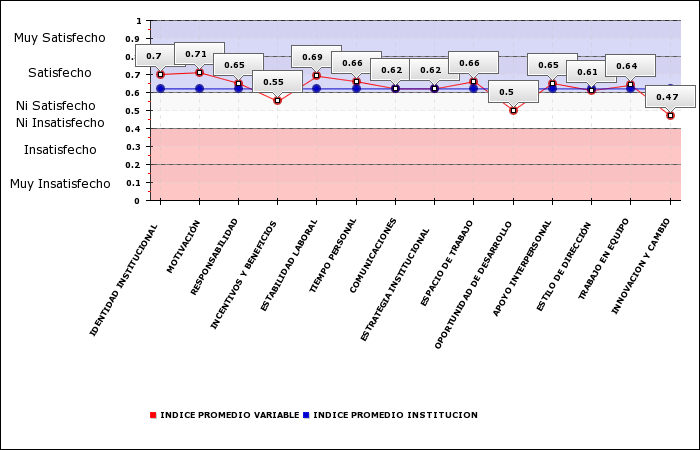 1
Muy Satisfecho
0.9
0.8
Satisfecho
0.7
0.6
Ni Satisfecho
0.5
Ni Insatisfecho
0.4
0.3
Insatisfecho
0.2
0.1
Muy Insatisfecho
0
0.7
0.71
0.65
0.55
0.69
0.66
0.62
0.62
0.66
0.5
0.65
0.61
0.64
0.47
IDENTIDAD INSTITUCIONAL
MOTIVACIÓN
RESPONSABILIDAD
INCENTIVOS Y BENEFICIOS
ESTABILIDAD LABORAL
TIEMPO PERSONAL
COMUNICACIONES
ESTRATEGIA INSTITUCIONAL
ESPACIO DE TRABAJO
OPORTUNIDAD DE DESARROLLO
APOYO INTERPERSONAL
ESTILO DE DIRECCIÓN
TRABAJO EN EQUIPO
INNOVACION Y CAMBIO
INDICE PROMEDIO VARIABLE INDICE PROMEDIO INSTITUCION